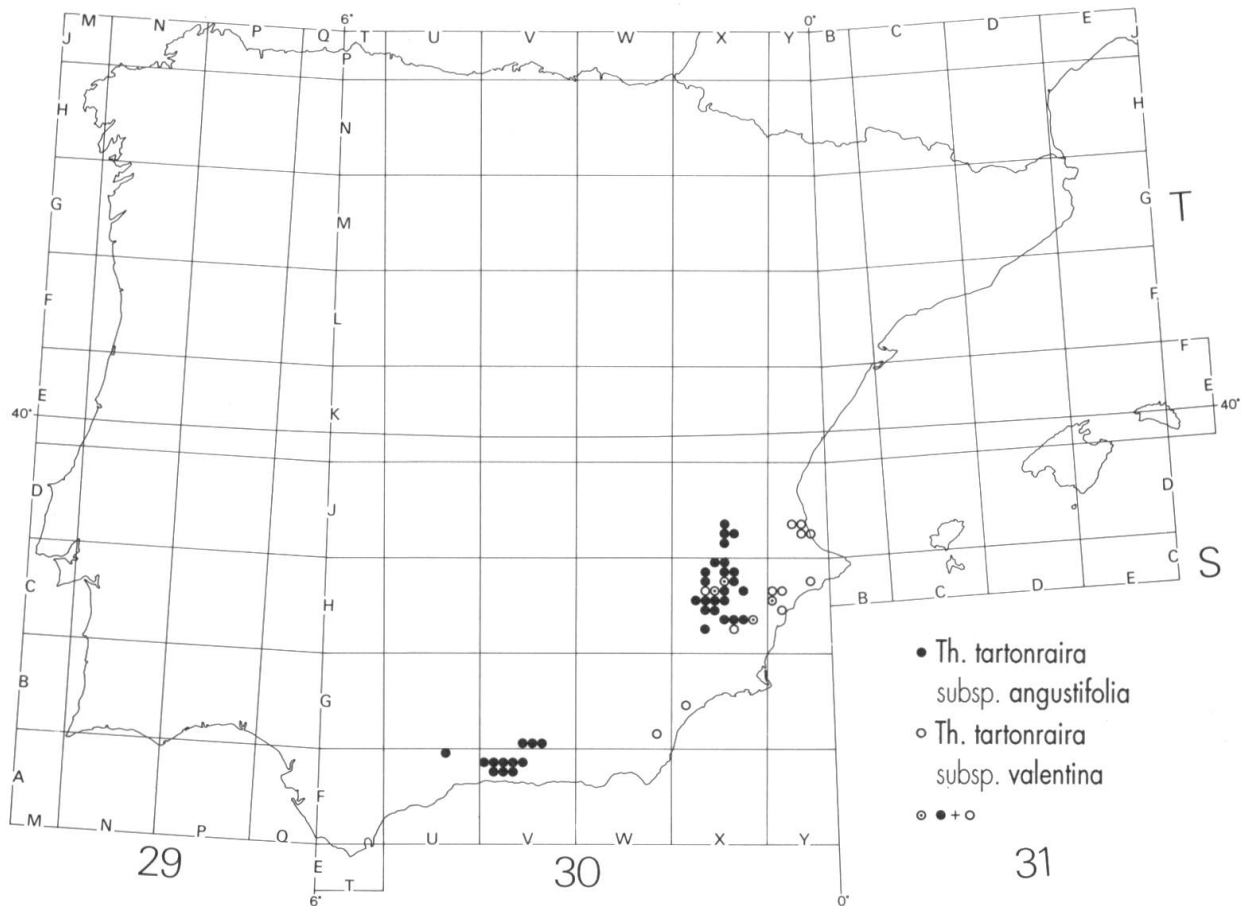 M N P Q 6° T U V W X Y 0° B C D E
J P J
H N H
G M G T
F L F
F
E K E
40° 40°
D J D
C H B C D E C S
B G
A F
● Th. tartonraira
subsp. angustifolia
○ Th. tartonraira
subsp. valentina
⊙ ● + ○
M N P Q E U V W X Y
T
29 30 31
6° 0°